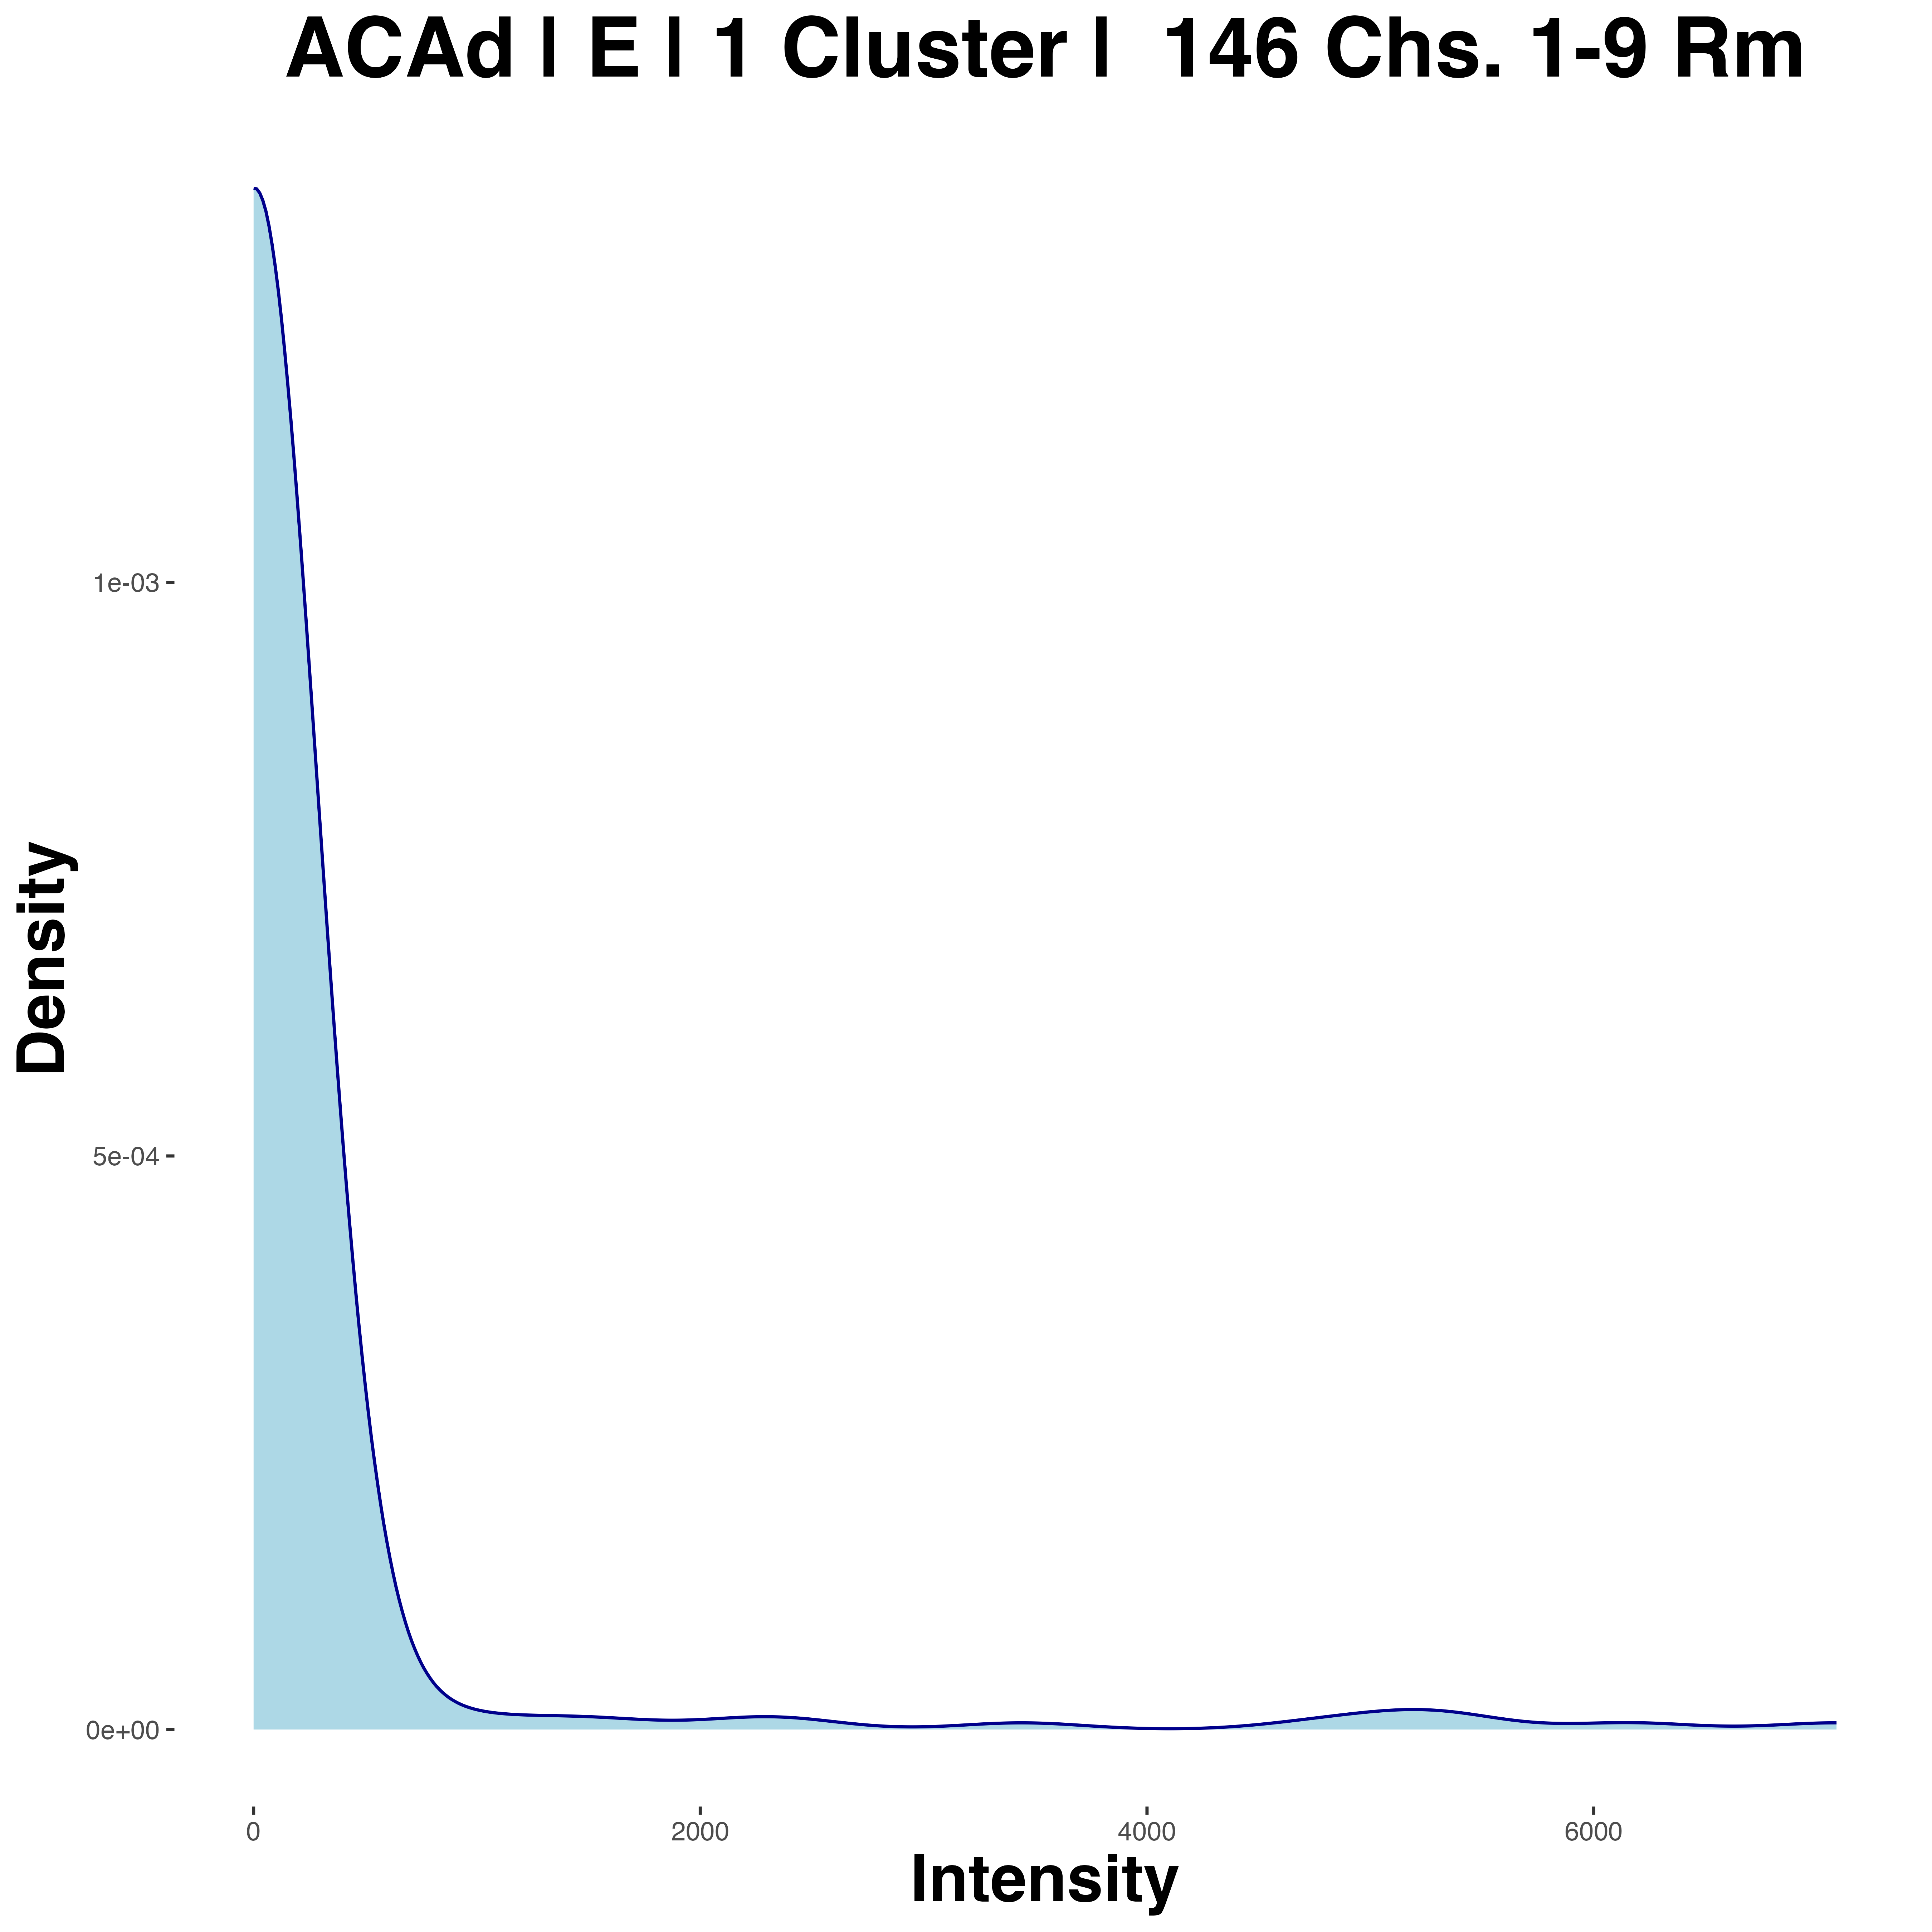 ACAd | E | 1 Cluster |  146 Chs. 1-9 Rm
Density
1e-03
5e-04
0e+00
0 2000 4000 6000
Intensity